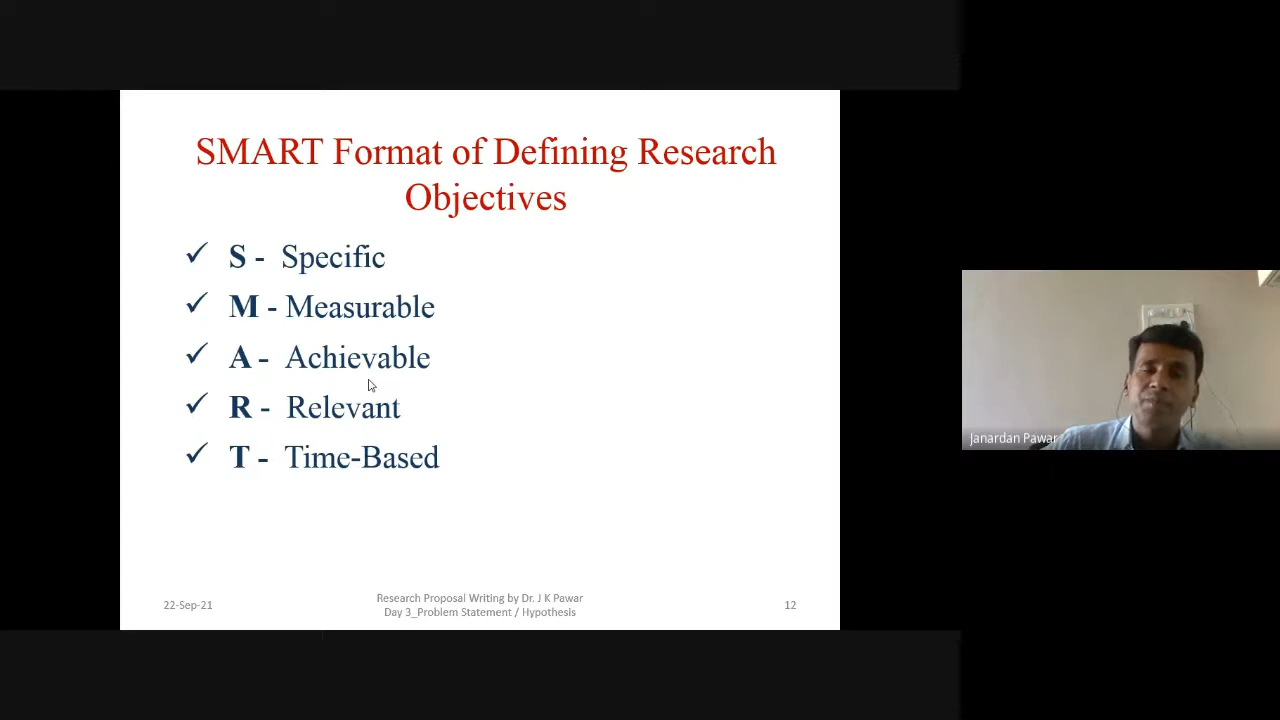 SMART Format of Defining Research
Objectives
✓ S - Specific
✓ M - Measurable
✓ A - Achievable
✓ R - Relevant
✓ T - Time-Based
22-Sep-21
Research Proposal Writing by Dr. J K Pawar
Day 3_Problem Statement / Hypothesis
12
Janardan Pawar